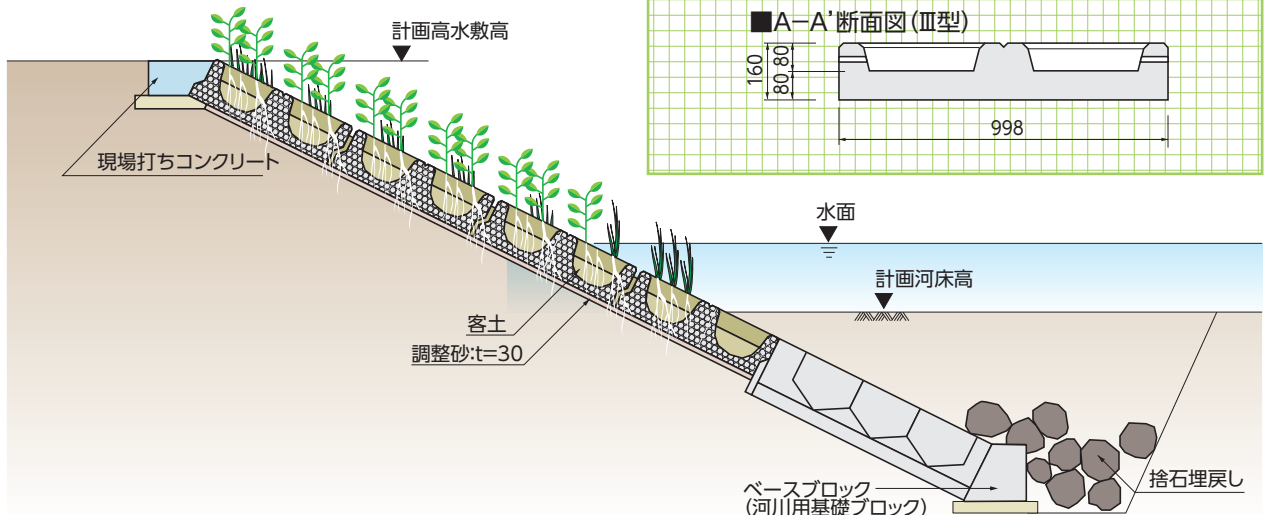 計画高水敷高
■A−A’断面図(Ⅲ型)
160
80
80
998
現場打ちコンクリート
水面
計画河床高
客土
調整砂:t=30
ベースブロック
(河川用基礎ブロック)
捨石埋戻し